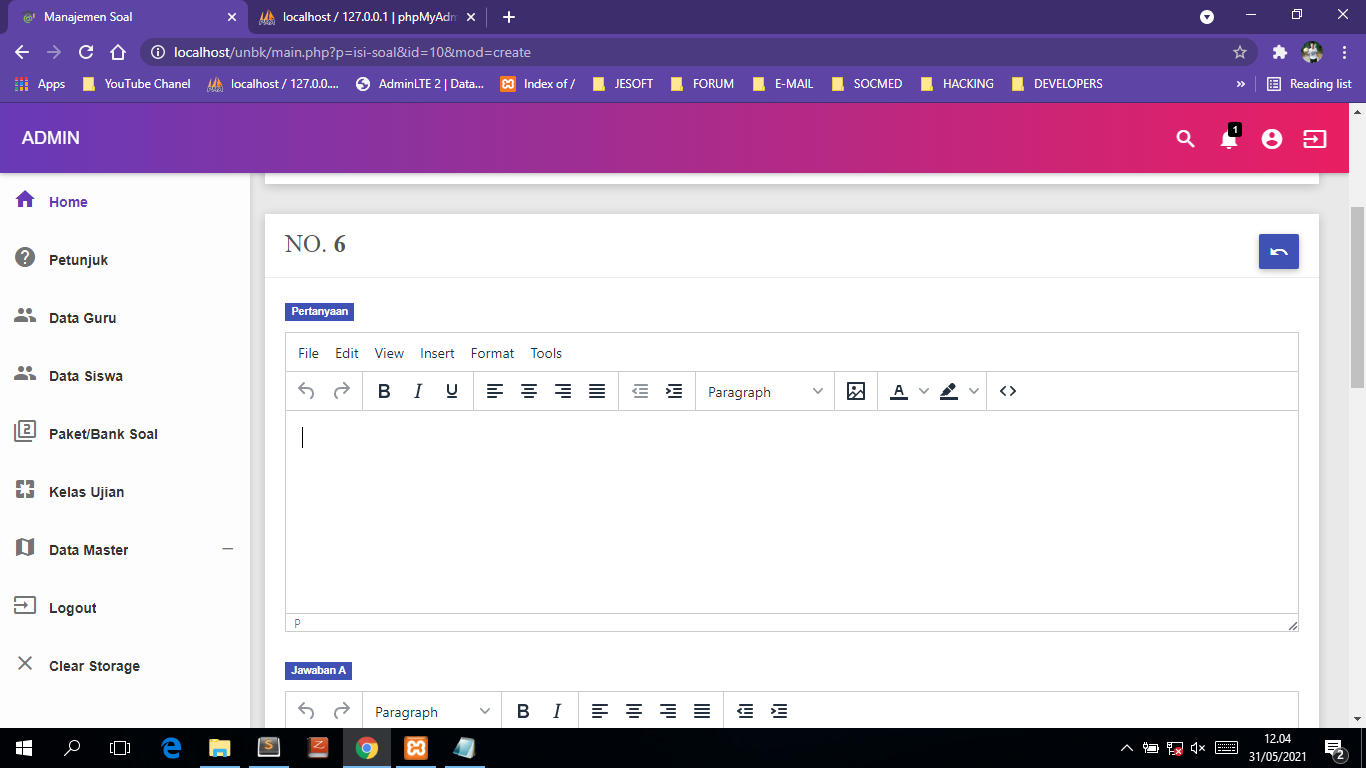 Manajemen Soal
localhost / 127.0.0.1 | phpMyAdm
localhost/unbk/main.php?p=isi-soal&id=10&mod=create
Apps YouTube Chanel localhost / 127.0.0.... AdminLTE 2 | Data... Index of / JESOFT FORUM E-MAIL SOCMED HACKING DEVELOPERS » Reading list
ADMIN
1
Home
Petunjuk
Data Guru
Data Siswa
Paket/Bank Soal
Kelas Ujian
Data Master
Logout
Clear Storage
NO. 6
Pertanyaan
File Edit View Insert Format Tools
B I U Paragraph A <>
P
Jawaban A
Paragraph B I
12.04
31/05/2021
2